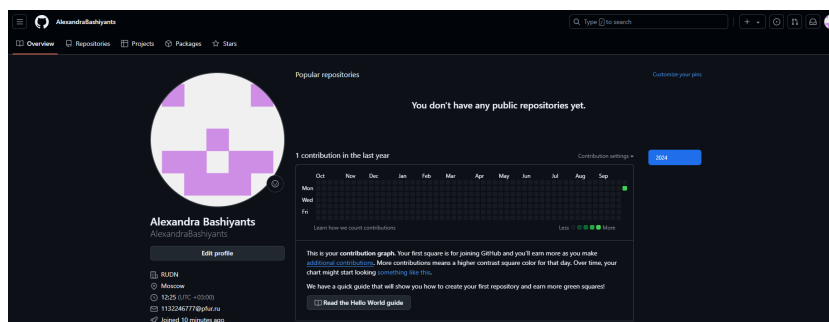 AlexandraBashiyants
Type / to search
Overview Repositories Projects Packages Stars
Popular repositories
Customize your pins
You don't have any public repositories yet.
1 contribution in the last year
Contribution settings
2024
Oct Nov Dec Jan Feb Mar Apr May Jun Jul Aug Sep
Mon
Wed
Fri
Learn how we count contributions
Less More
Alexandra Bashiyants
AlexandraBashiyants
Edit profile
RUDN
Moscow
12:25 (UTC +03:00)
1132246777@pfur.ru
Joined 10 minutes ago
This is your contribution graph. Your first square is for joining GitHub and you'll earn more as you make
additional contributions. More contributions means a higher contrast square color for that day. Over time, your
chart might start looking something like this.
We have a quick guide that will show you how to create your first repository and earn more green squares!
Read the Hello World guide